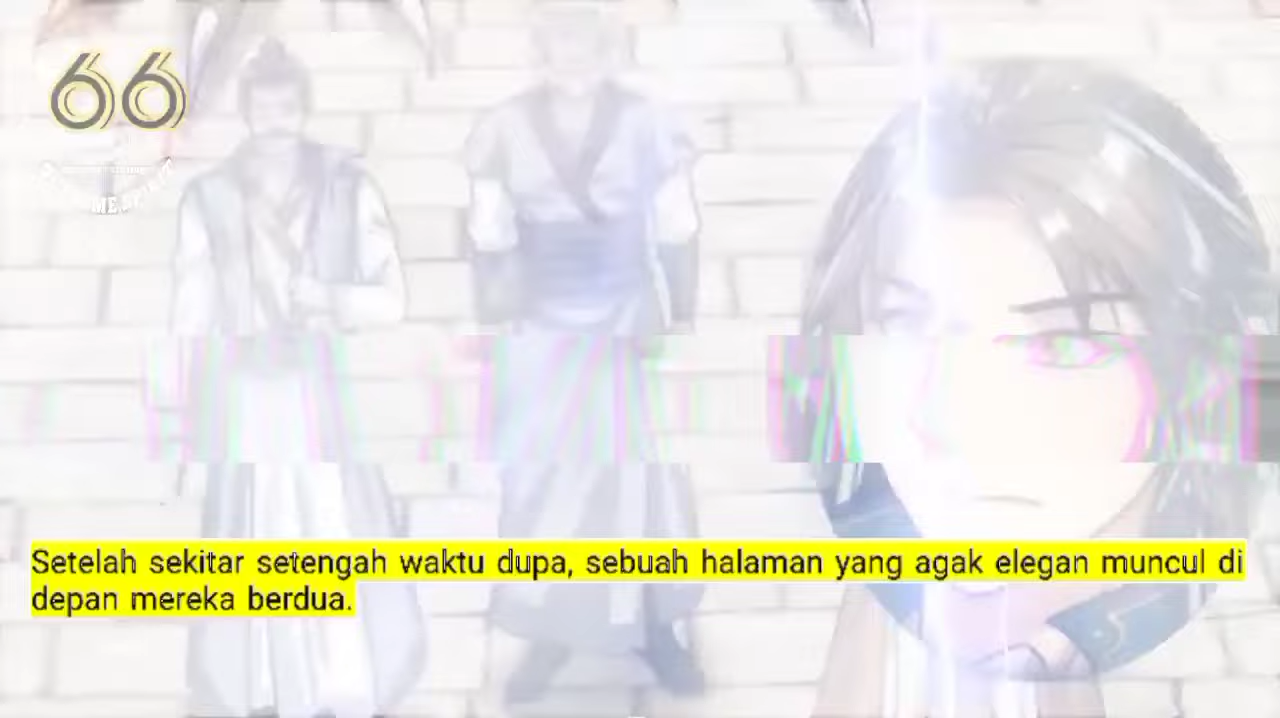 66
Setelah sekitar setengah waktu dupa, sebuah halaman yang agak elegan muncul di
depan mereka berdua.